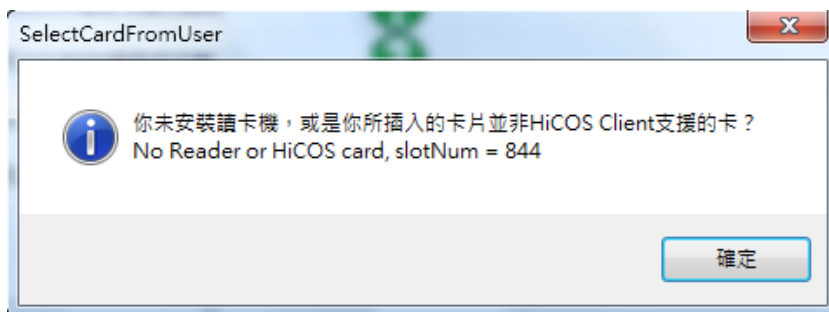 SelectCardFromUser
你未安裝讀卡機，或是你所插入的卡片並非HiCOS Client支援的卡？
No Reader or HiCOS card, slotNum = 844
確定